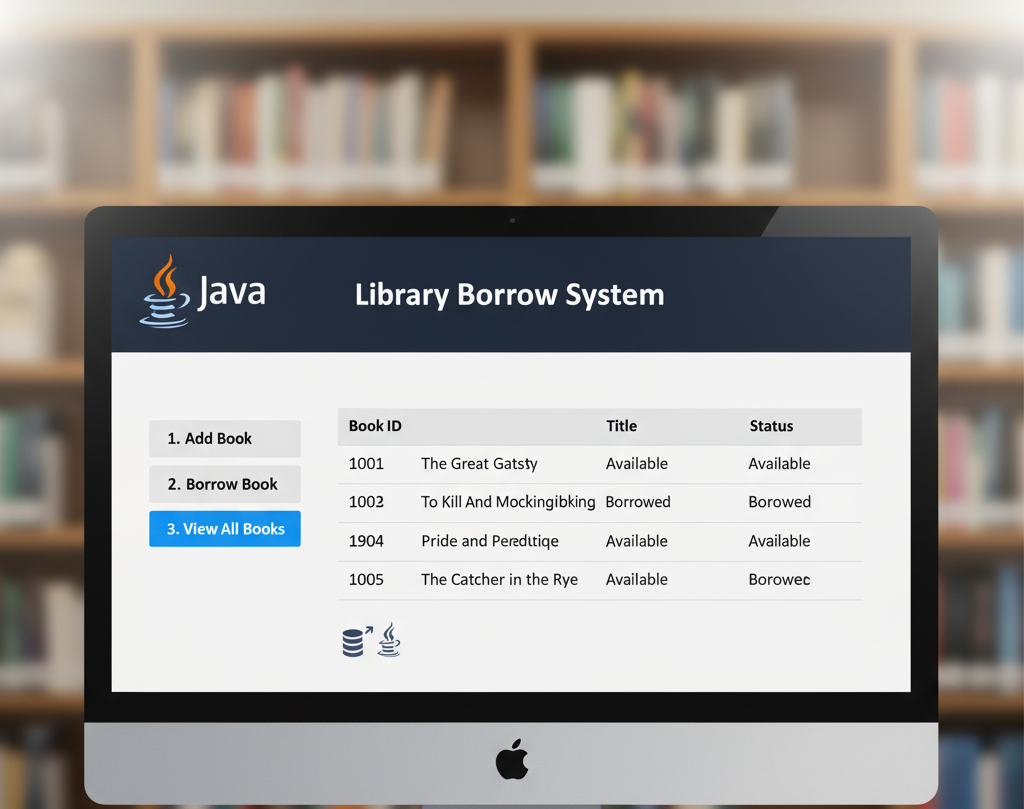 Java
Library Borrow System
1. Add Book
2. Borrow Book
3. View All Books
Book ID Title Status
1001 The Great Gatsty Available Available
1002 To Kill And Mockingibking Borrowed Borowed
1904 Pride and Peredttiqe Available Available
1005 The Catcher in the Rye Available Borowec